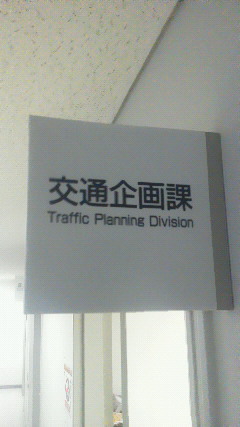 交通企画課
Traffic Planning Division